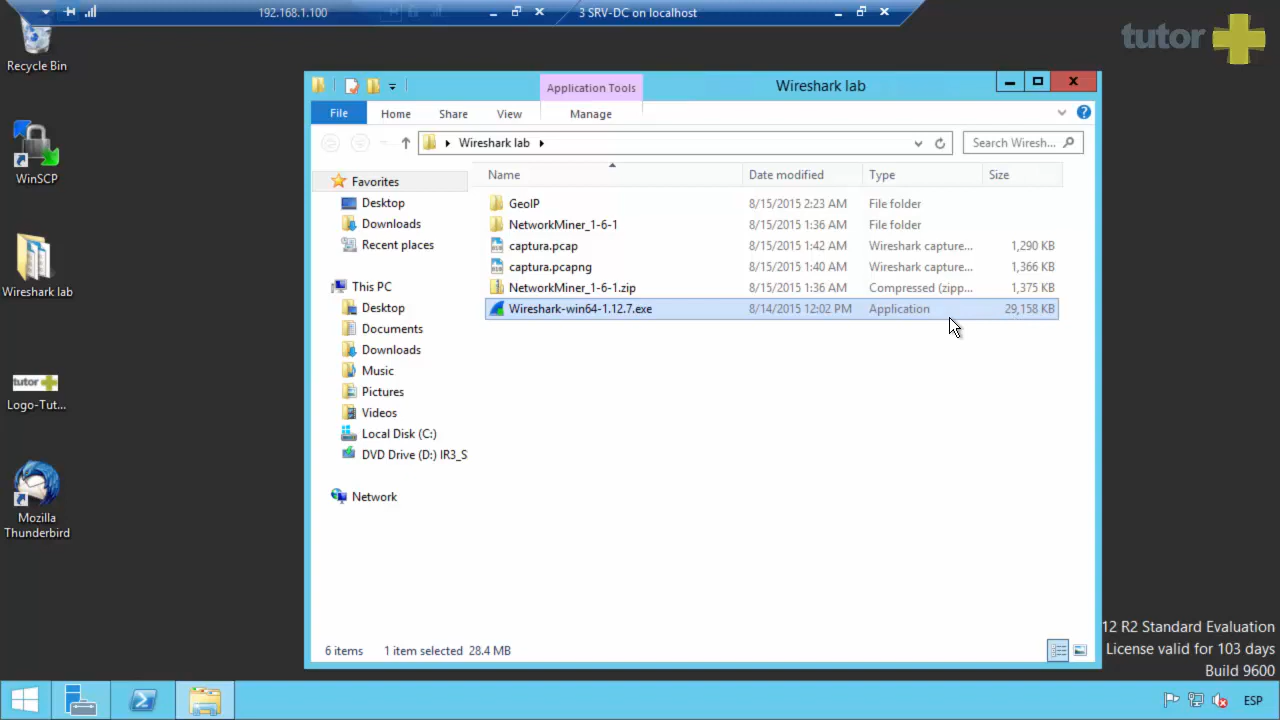 192.168.1.100
3 SRV-DC on localhost
tutor
Recycle Bin
WinSCP
Wireshark lab
tutor
Logo-Tut...
Mozilla
Thunderbird
Application Tools
Wireshark lab
File
Home
Share
View
Manage
Wireshark lab
Search Wiresh...
Name
Date modified
Type
Size
Favorites
Desktop
Downloads
Recent places
This PC
Desktop
Documents
Downloads
Music
Pictures
Videos
Local Disk (C:)
DVD Drive (D:) IR3_S
Network
GeoIP 8/15/2015 2:23 AM File folder
NetworkMiner_1-6-1 8/15/2015 1:36 AM File folder
captura.pcap 8/15/2015 1:42 AM Wireshark capture... 1,290 KB
captura.pcapng 8/15/2015 1:40 AM Wireshark capture... 1,366 KB
NetworkMiner_1-6-1.zip 8/15/2015 1:36 AM Compressed (zipp... 1,375 KB
Wireshark-win64-1.12.7.exe 8/14/2015 12:02 PM Application 29,158 KB
6 items 1 item selected 28.4 MB
12 R2 Standard Evaluation
License valid for 103 days
Build 9600
ESP